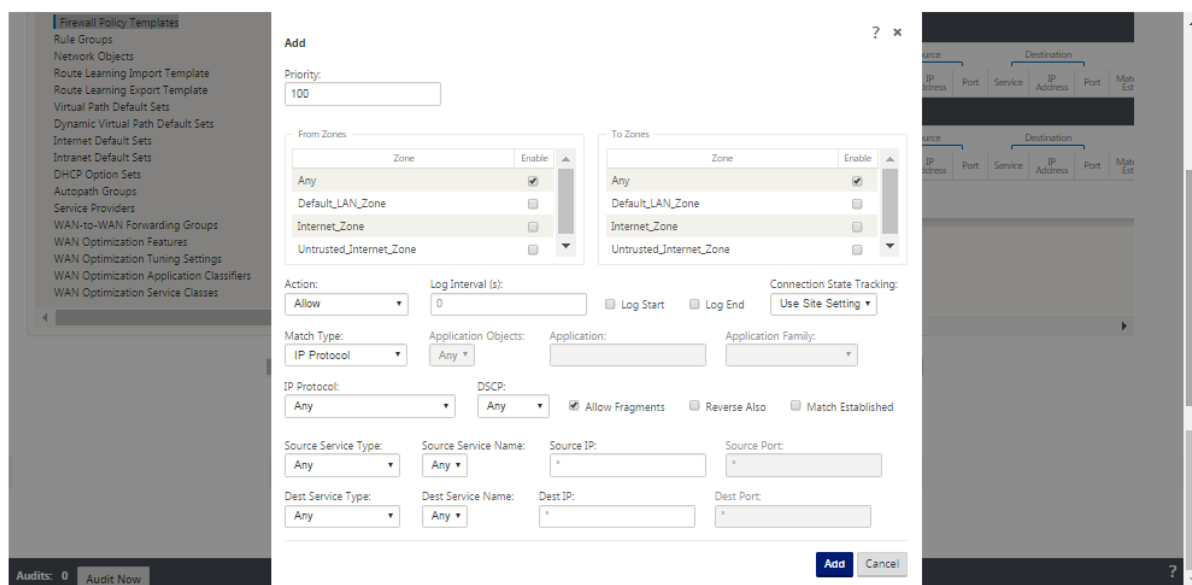 Firewall Policy Templates
Rule Groups
Network Objects
Route Learning Import Template
Route Learning Export Template
Virtual Path Default Sets
Dynamic Virtual Path Default Sets
Internet Default Sets
Intranet Default Sets
DHCP Option Sets
Autopath Groups
Service Providers
WAN-to-WAN Forwarding Groups
WAN Optimization Features
WAN Optimization Tuning Settings
WAN Optimization Application Classifiers
WAN Optimization Service Classes
Add
? ×
Priority:
100
From Zones
Zone Enable
Any
Default_LAN_Zone
Internet_Zone
Untrusted_Internet_Zone
To Zones
Zone Enable
Any
Default_LAN_Zone
Internet_Zone
Untrusted_Internet_Zone
Action: Log Interval (s): Connection State Tracking:
Allow 0 Log Start Log End Use Site Setting
Match Type: Application Objects: Application: Application Family:
IP Protocol Any
IP Protocol: DSCP:
Any Any Allow Fragments Reverse Also Match Established
Source Service Type: Source Service Name: Source IP: Source Port:
Any Any * *
Dest Service Type: Dest Service Name: Dest IP: Dest Port:
Any Any * *
Add Cancel
urce Destination
IP
ddress Port Service IP
Address Port Mat
Est
urce Destination
IP
ddress Port Service IP
Address Port Mat
Est
Audits: 0 Audit Now ?